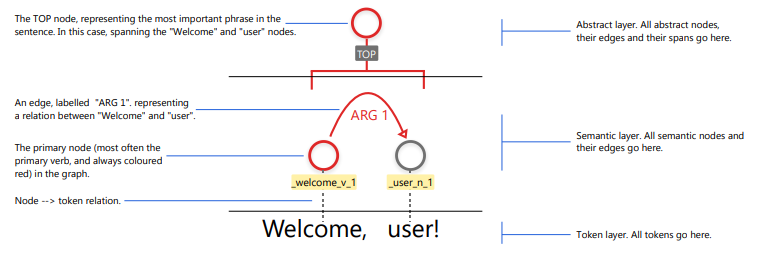 The TOP node, representing the most important phrase in the
sentence. In this case, spanning the "Welcome" and "user" nodes.
Abstract layer. All abstract nodes,
their edges and their spans go here.
TOP
An edge, labelled "ARG 1". representing
a relation between "Welcome" and "user".
ARG 1
The primary node (most often the
primary verb, and always coloured
red) in the graph.
Semantic layer. All semantic nodes and
their edges go here.
_welcome_v_1
_user_n_1
Node --> token relation.
Welcome, user!
Token layer. All tokens go here.